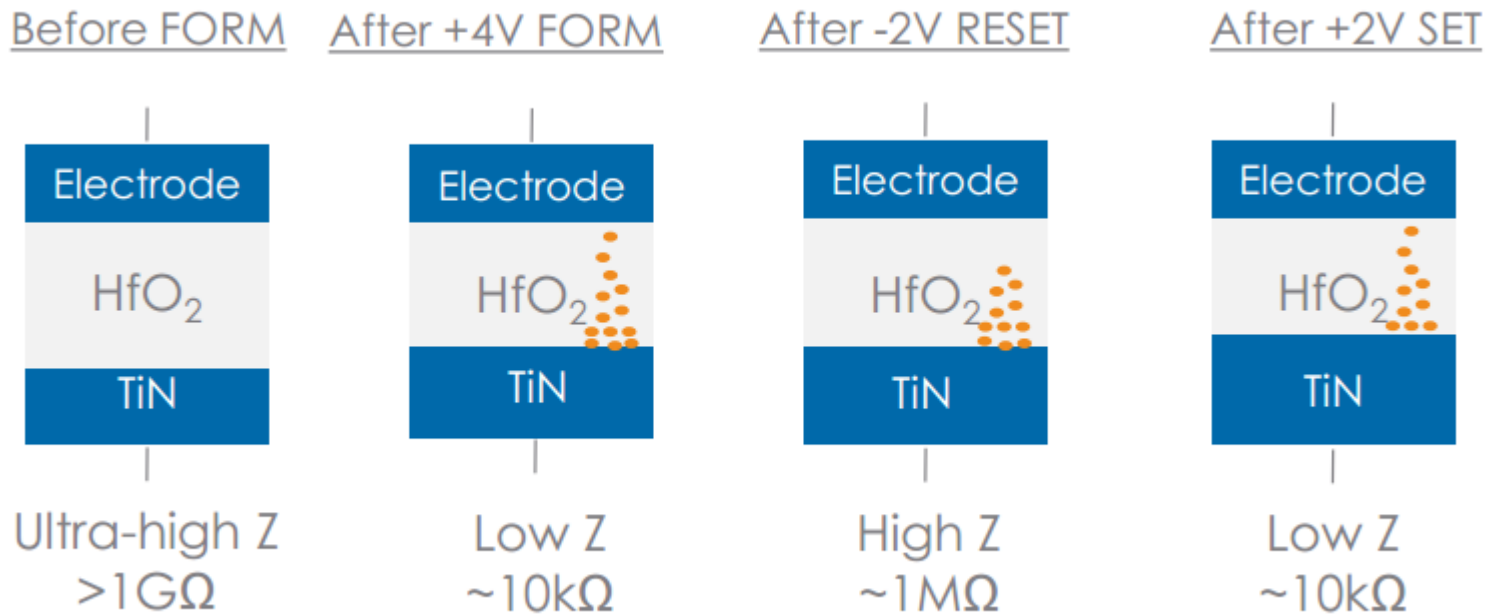 Before FORM
After +4V FORM
After -2V RESET
After +2V SET
Electrode
HfO₂
TiN
Electrode
HfO₂
TiN
Electrode
HfO₂
TiN
Electrode
HfO₂
TiN
Ultra-high Z
>1GΩ
Low Z
~10kΩ
High Z
~1MΩ
Low Z
~10kΩ